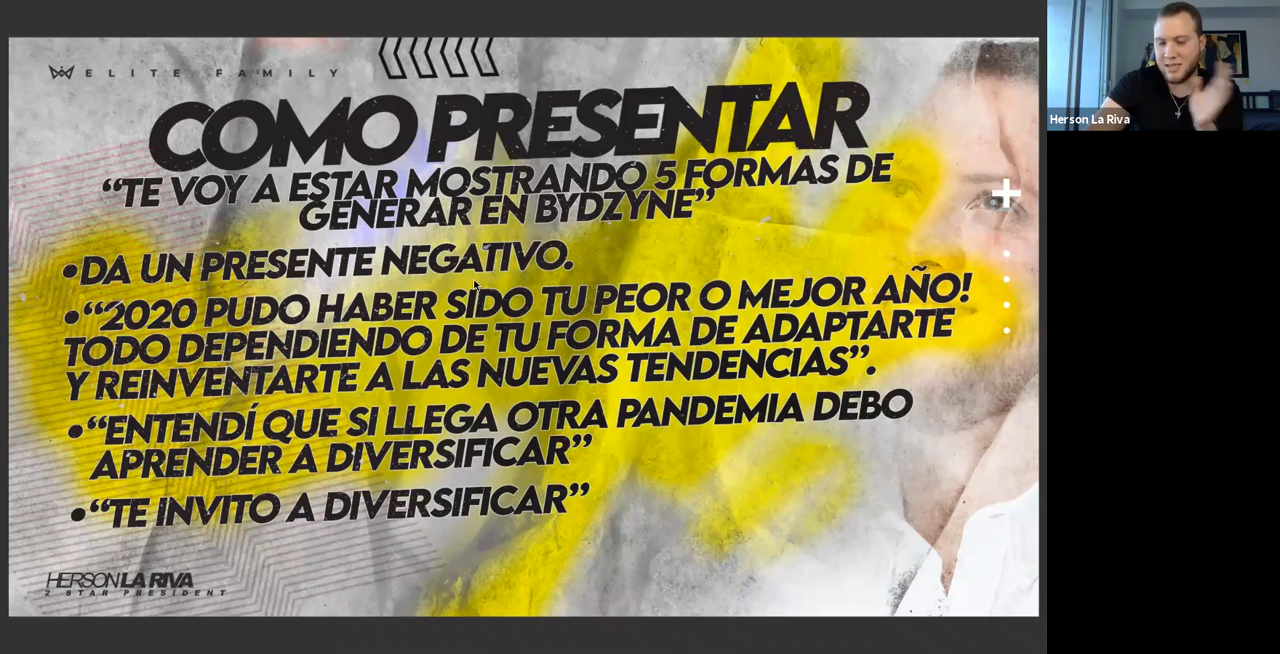 ELITE FAMILY
COMO PRESENTAR
“TE VOY A ESTAR MOSTRANDO 5 FORMAS DE
GENERAR EN BYDZYNE”
•DA UN PRESENTE NEGATIVO.
•“2020 PUDO HABER SIDO TU PEOR O MEJOR AÑO!
TODO DEPENDIENDO DE TU FORMA DE ADAPTARTE
Y REINVENTARTE A LAS NUEVAS TENDENCIAS”.
•“ENTENDÍ QUE SI LLEGA OTRA PANDEMIA DEBO
APRENDER A DIVERSIFICAR”
•“TE INVITO A DIVERSIFICAR”
HERSON LA RIVA
2 STAR PRESIDENT
Herson La Riva